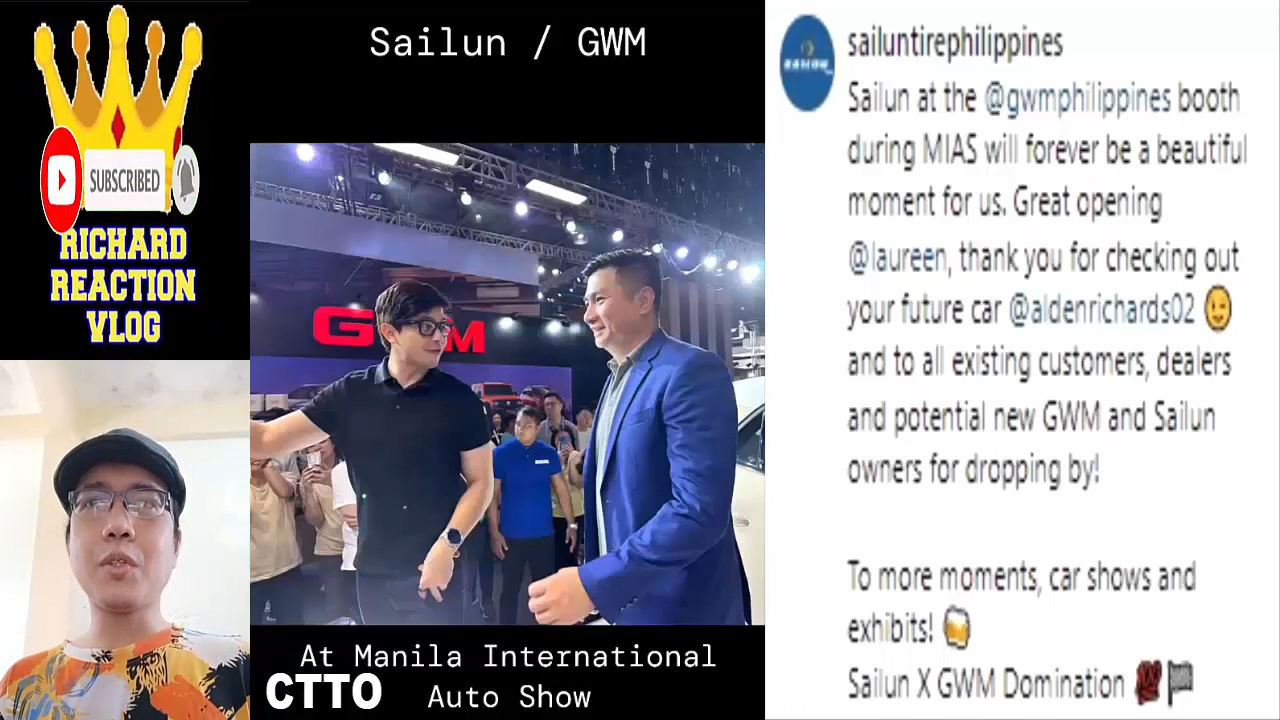 SUBSCRIBED
RICHARD
REACTION
VLOG
Sailun / GWM
GWM
At Manila International
CTTO Auto Show
sailuntirephilippines
Sailun at the @gwmphilippines booth
during MIAS will forever be a beautiful
moment for us. Great opening
@laureen, thank you for checking out
your future car @aldenrichards02 😉
and to all existing customers, dealers
and potential new GWM and Sailun
owners for dropping by!
To more moments, car shows and
exhibits! 🍻
Sailun X GWM Domination 💯🏁